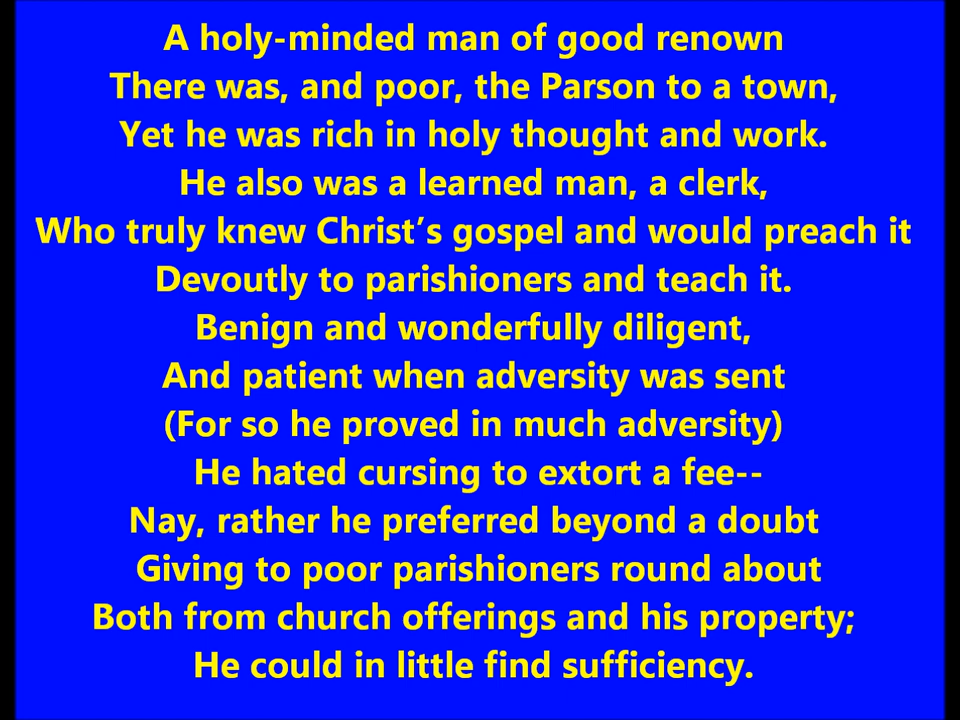 A holy-minded man of good renown
There was, and poor, the Parson to a town,
Yet he was rich in holy thought and work.
He also was a learned man, a clerk,
Who truly knew Christ’s gospel and would preach it
Devoutly to parishioners and teach it.
Benign and wonderfully diligent,
And patient when adversity was sent
(For so he proved in much adversity)
He hated cursing to extort a fee--
Nay, rather he preferred beyond a doubt
Giving to poor parishioners round about
Both from church offerings and his property;
He could in little find sufficiency.